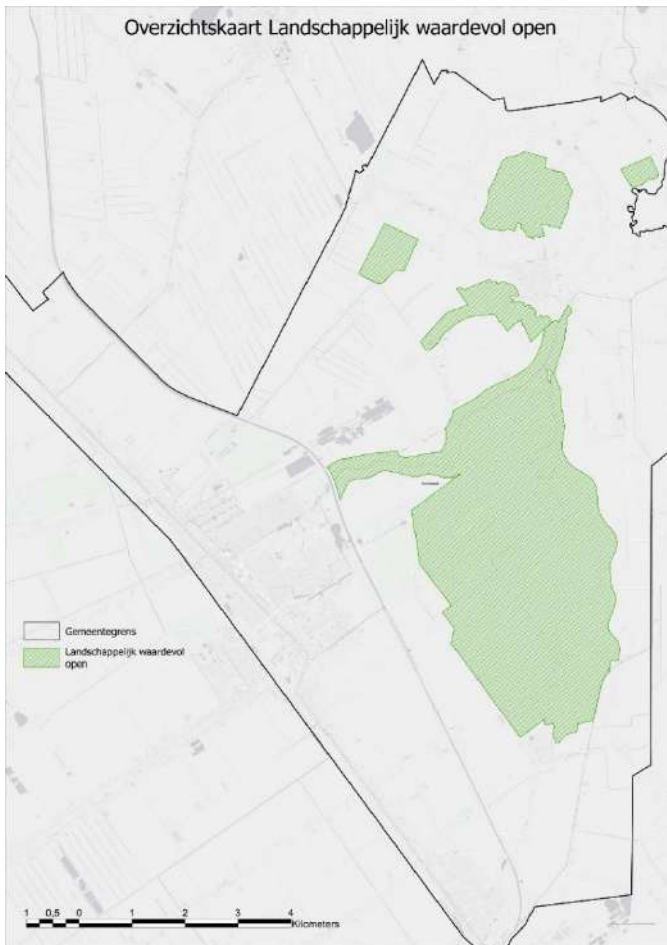 Overzichtskaart Landschappelijk waardevol open
Gemeentegrens
Landschappelijk waardevol
open
1 0,5 0 1 2 3 4
Kilometers